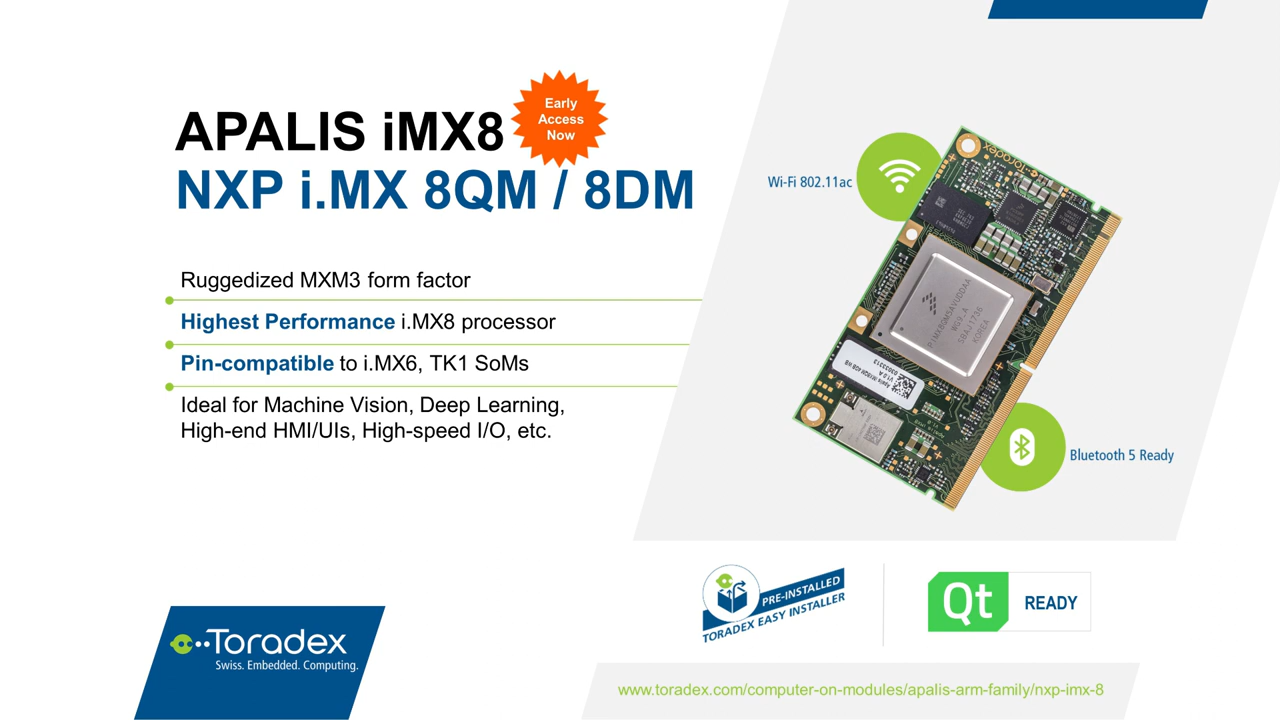 APALIS iMX8
Early
Access
Now
NXP i.MX 8QM / 8DM
Ruggedized MXM3 form factor
Highest Performance i.MX8 processor
Pin-compatible to i.MX6, TK1 SoMs
Ideal for Machine Vision, Deep Learning,
High-end HMI/UIs, High-speed I/O, etc.
Wi-Fi 802.11ac
Toradex
KOREA
Bluetooth 5 Ready
PRE-INSTALLED
TORADEX EASY INSTALLER
Qt READY
Toradex
Swiss. Embedded. Computing.
www.toradex.com/computer-on-modules/apalis-arm-family/nxp-imx-8